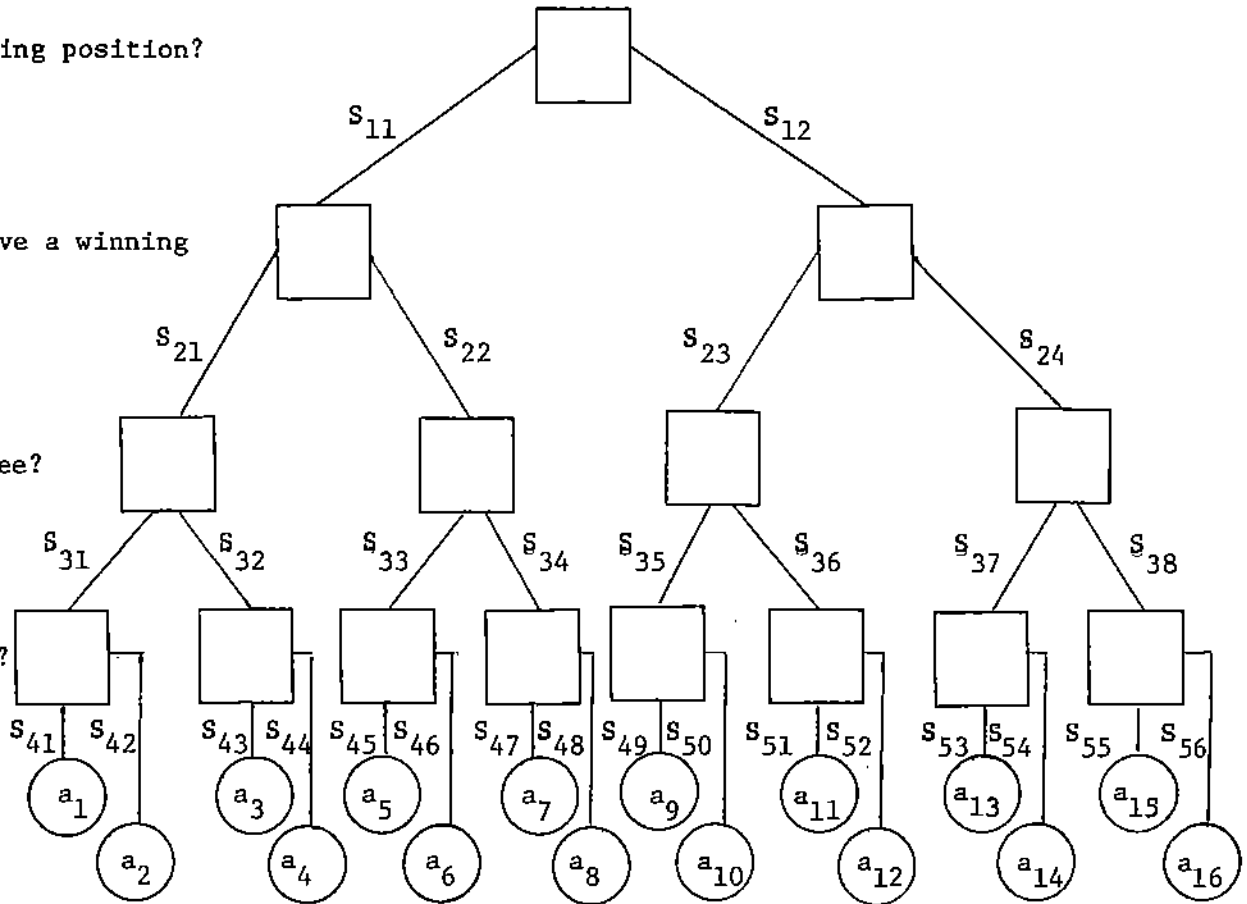 ing position?
S11 S12
ve a winning
S21 S22 S23 S24
ee?
S31 S32 S33 S34 S35 S36 S37 S38
?
S41 S42 S43 S44 S45 S46 S47 S48 S49 S50 S51 S52 S53 S54 S55 S56
a1 a3 a5 a7 a9 a11 a13 a15
a2 a4 a6 a8 a10 a12 a14 a16